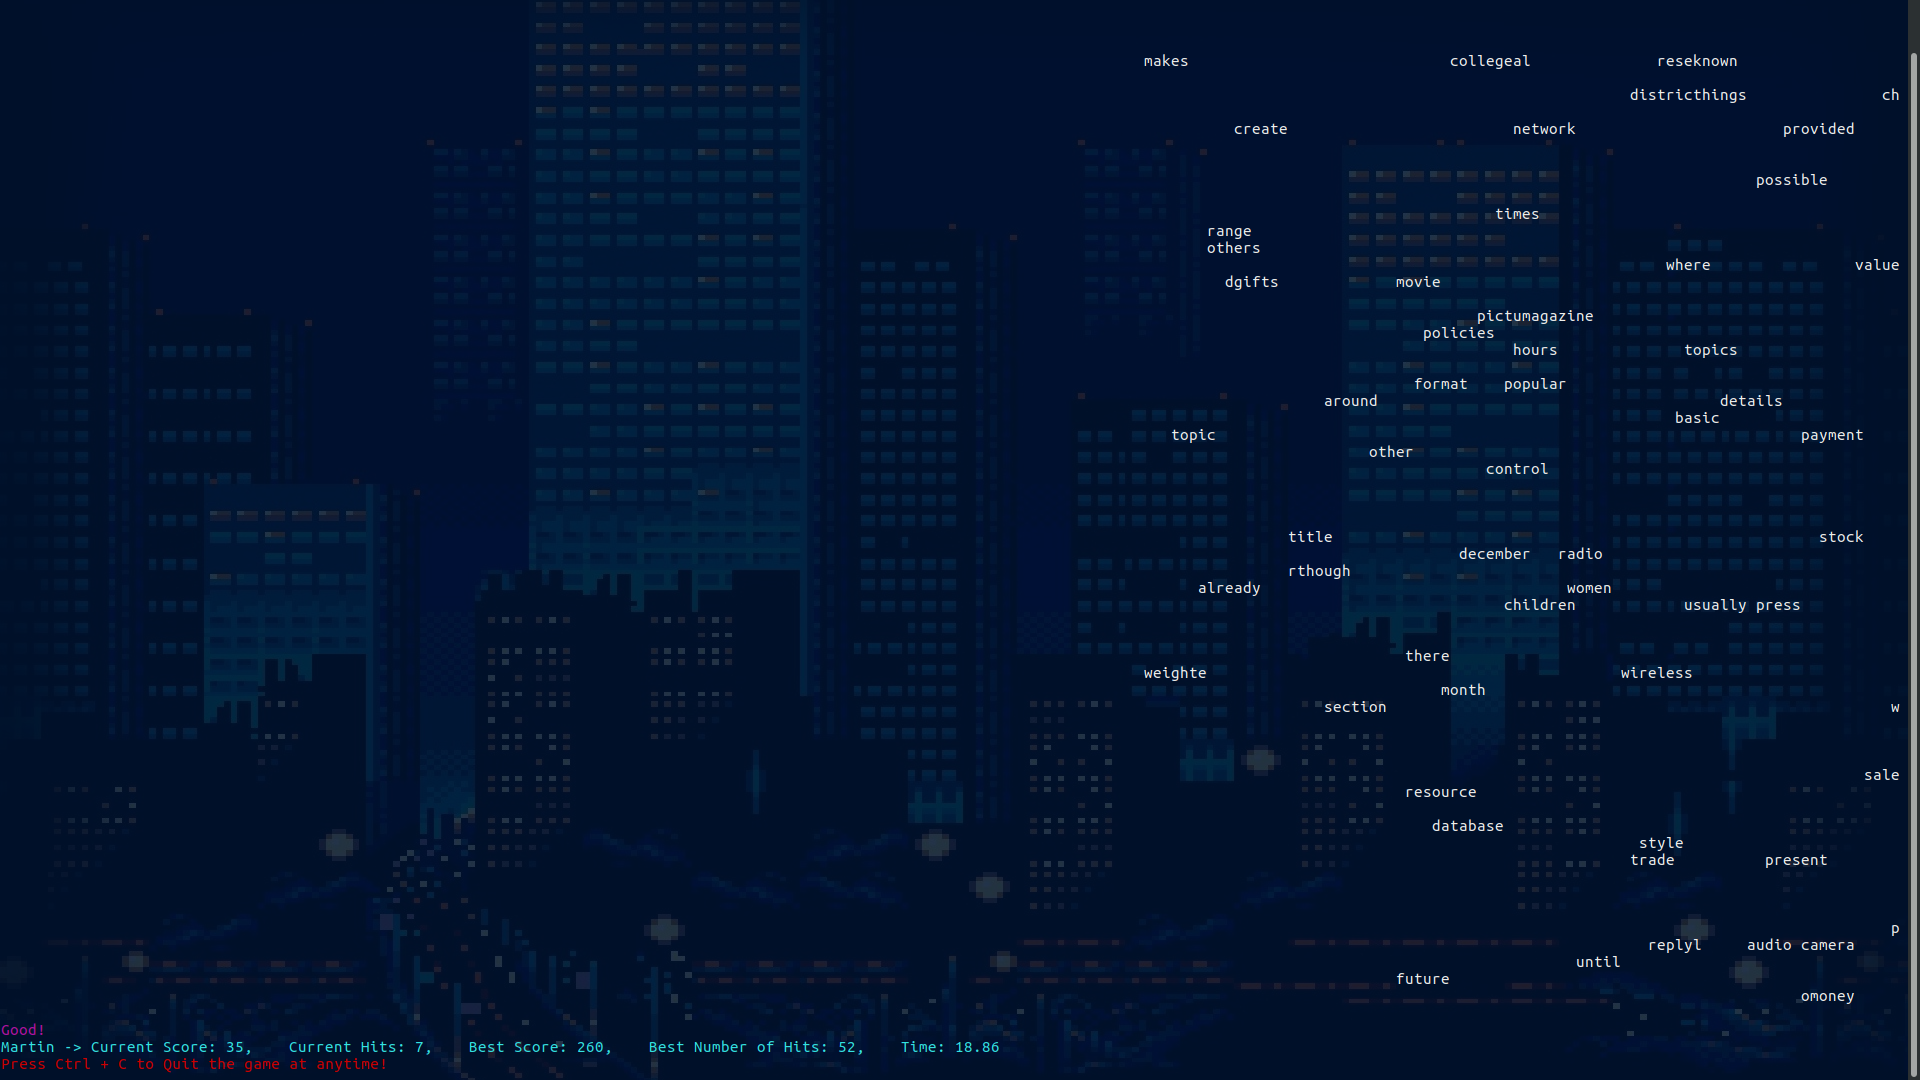 makes collegeal reseknown
districthings ch
create network provided
possible
times
range
others
where value
dgifts movie
pictumagazine
policies
hours topics
format popular
around details
basic
topic payment
other
control
title stock
december radio
rthough
already women
children usually press
there
weighte wireless
month
section w
sale
resource
database
style
trade present
p
replyl audio camera
until
future
omoney
Good!
Martin -> Current Score: 35, Current Hits: 7, Best Score: 260, Best Number of Hits: 52, Time: 18.86
Press Ctrl + C to Quit the game at anytime!